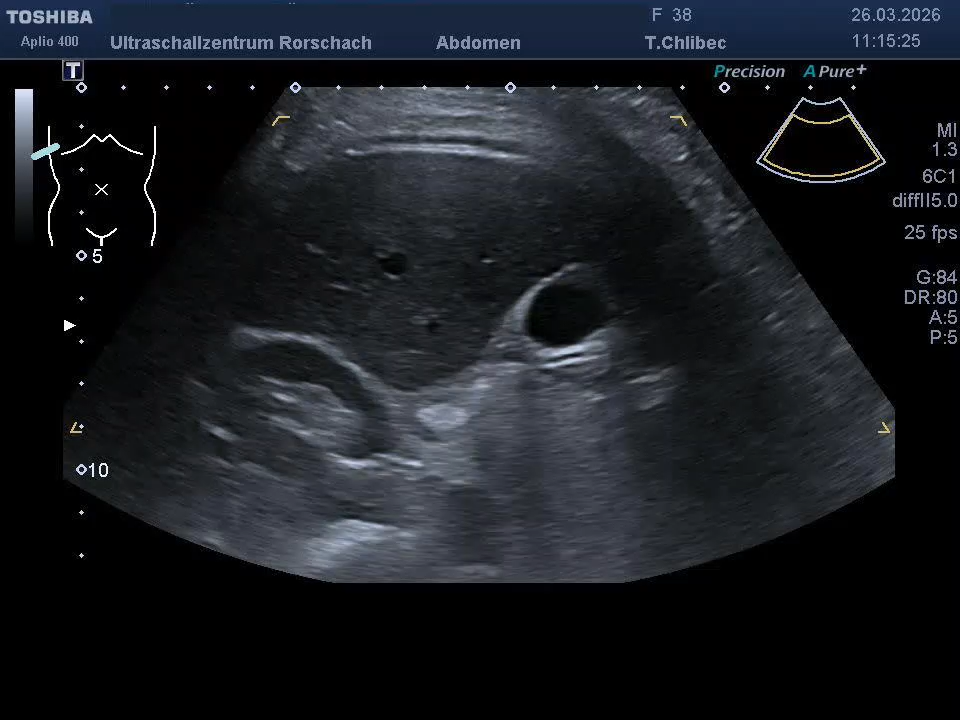 TOSHIBA
Aplio 400
Ultraschallzentrum Rorschach
Abdomen
F 38
T.Chlibec
26.03.2026
11:15:25
T
Precision
APure+
MI
1.3
6C1
diffII5.0
25 fps
G:84
DR:80
A:5
P:5
5
10